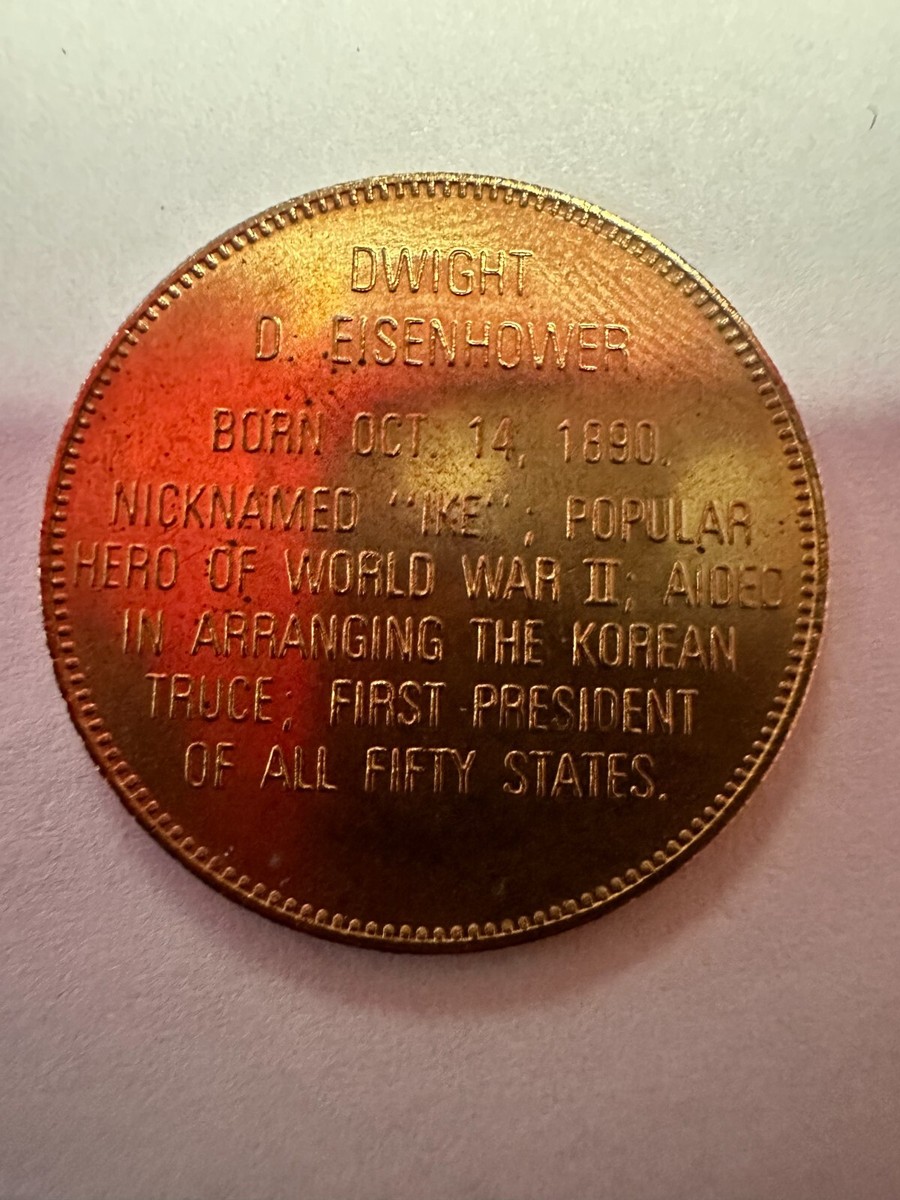 DWIGHT
D. EISENHOWER
BORN OCT. 14, 1890.
NICKNAMED "IKE"; POPULAR
HERO OF WORLD WAR II; AIDED
IN ARRANGING THE KOREAN
TRUCE; FIRST PRESIDENT
OF ALL FIFTY STATES.